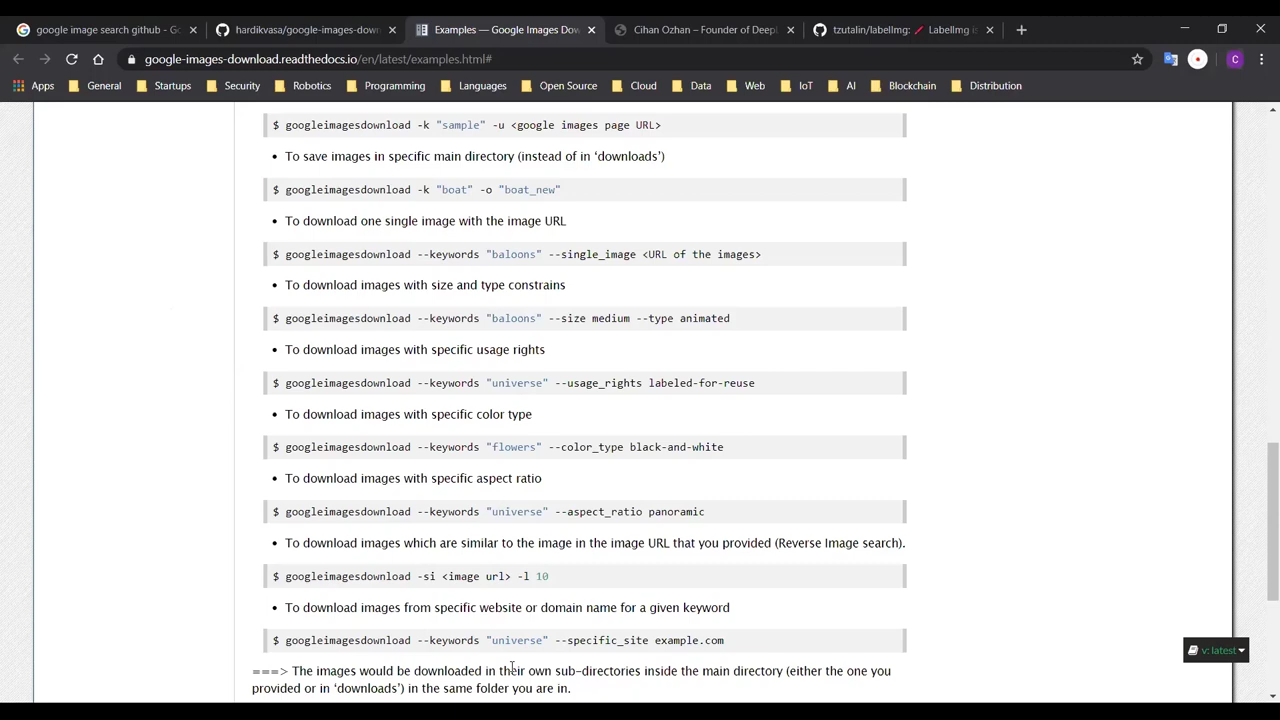 google image search github - Go
hardikvasa/google-images-down
Examples — Google Images Dow
Cihan Ozhan – Founder of DeepL
tzutalin/labelImg: LabelImg is
google-images-download.readthedocs.io/en/latest/examples.html#
C
Apps General Startups Security Robotics Programming Languages Open Source Cloud Data Web IoT AI Blockchain Distribution
$ googleimagesdownload -k "sample" -u <google images page URL>
• To save images in specific main directory (instead of in ‘downloads’)
$ googleimagesdownload -k "boat" -o "boat_new"
• To download one single image with the image URL
$ googleimagesdownload --keywords "baloons" --single_image <URL of the images>
• To download images with size and type constrains
$ googleimagesdownload --keywords "baloons" --size medium --type animated
• To download images with specific usage rights
$ googleimagesdownload --keywords "universe" --usage_rights labeled-for-reuse
• To download images with specific color type
$ googleimagesdownload --keywords "flowers" --color_type black-and-white
• To download images with specific aspect ratio
$ googleimagesdownload --keywords "universe" --aspect_ratio panoramic
• To download images which are similar to the image in the image URL that you provided (Reverse Image search).
$ googleimagesdownload -si <image url> -l 10
• To download images from specific website or domain name for a given keyword
$ googleimagesdownload --keywords "universe" --specific_site example.com
v: latest
===> The images would be downloaded in their own sub-directories inside the main directory (either the one you
provided or in ‘downloads’) in the same folder you are in.